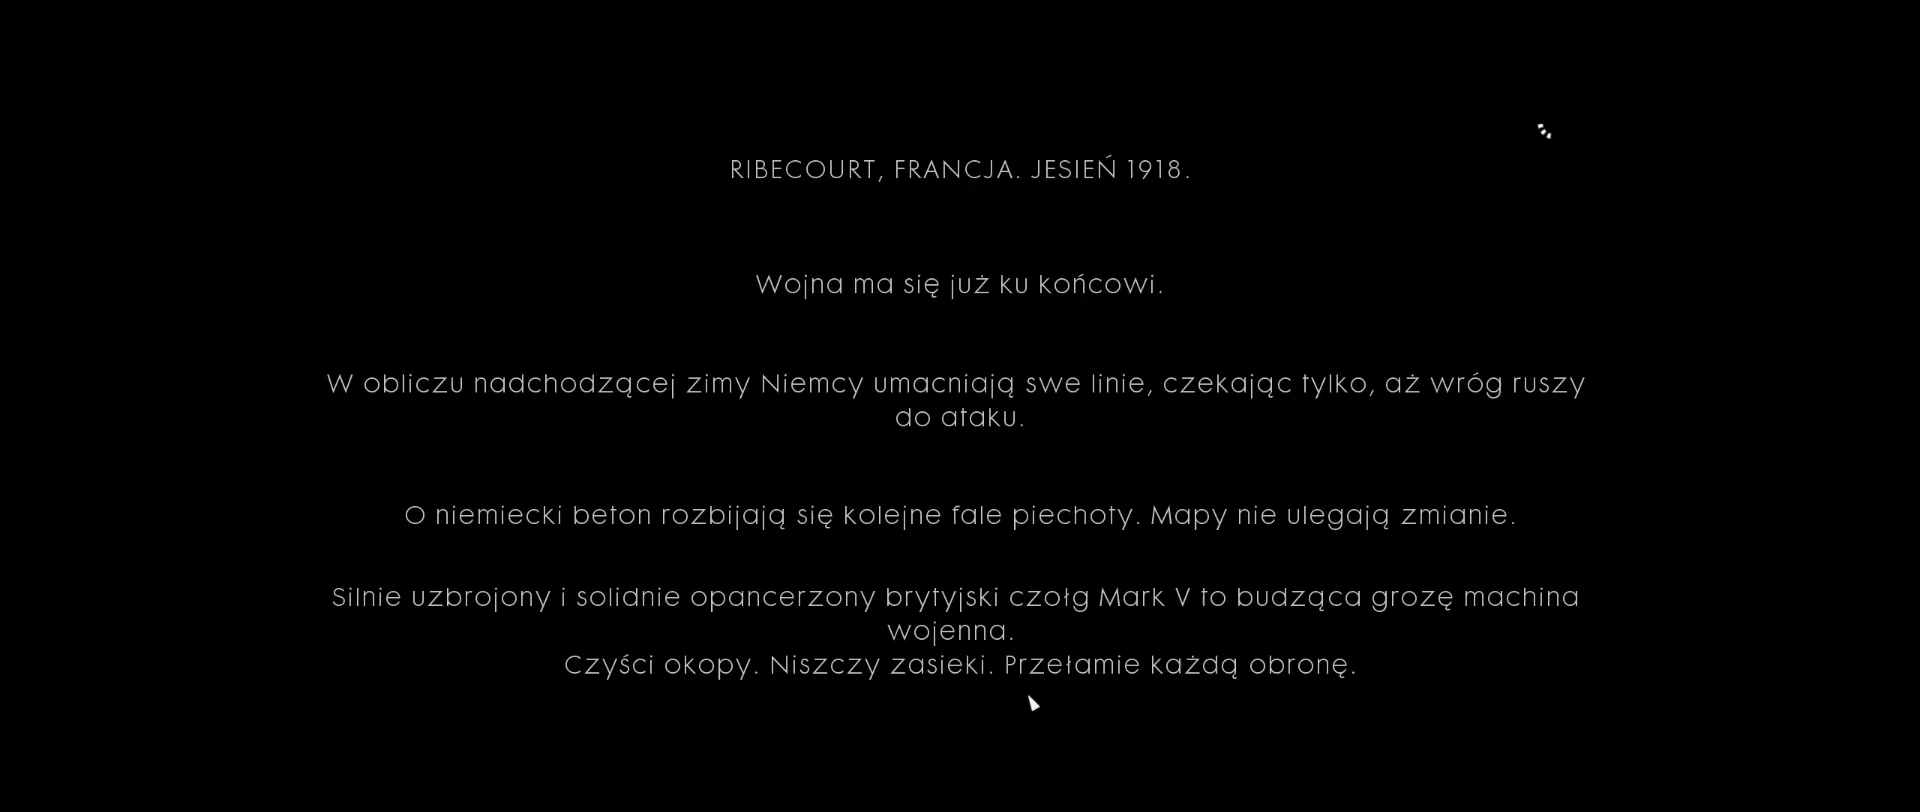 RIBECOURT, FRANCJA. JESIEŃ 1918.
Wojna ma się już ku końcowi.
W obliczu nadchodzącej zimy Niemcy umacniają swe linie, czekając tylko, aż wróg ruszy
do ataku.
O niemiecki beton rozbijają się kolejne fale piechoty. Mapy nie ulegają zmianie.
Silnie uzbrojony i solidnie opancerzony brytyjski czołg Mark V to budząca grozę machina
wojenna.
Czyści okopy. Niszczy zasieki. Przełamie każdą obronę.